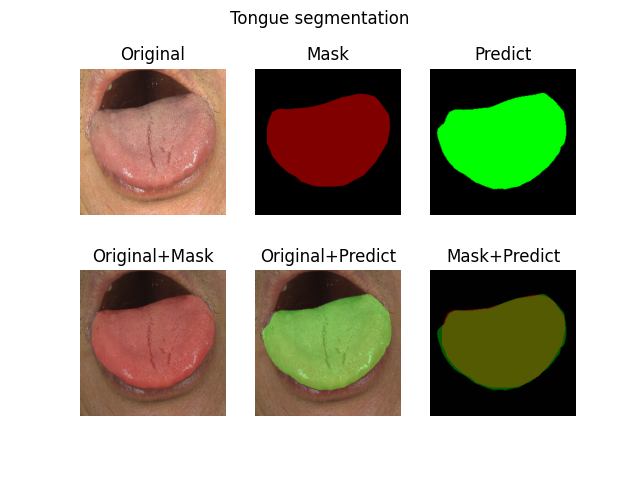 Tongue segmentation
Original
Mask
Predict
Original+Mask
Original+Predict
Mask+Predict